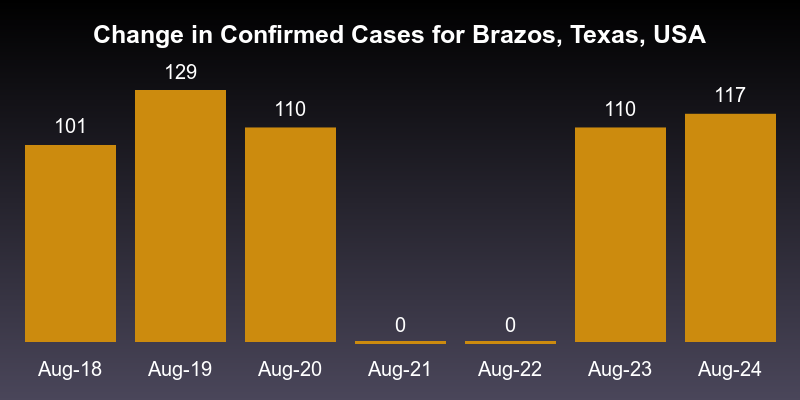 Change in Confirmed Cases for Brazos, Texas, USA
129
117
110
110
101
0
0
Aug-18
Aug-19
Aug-20
Aug-21
Aug-22
Aug-23
Aug-24